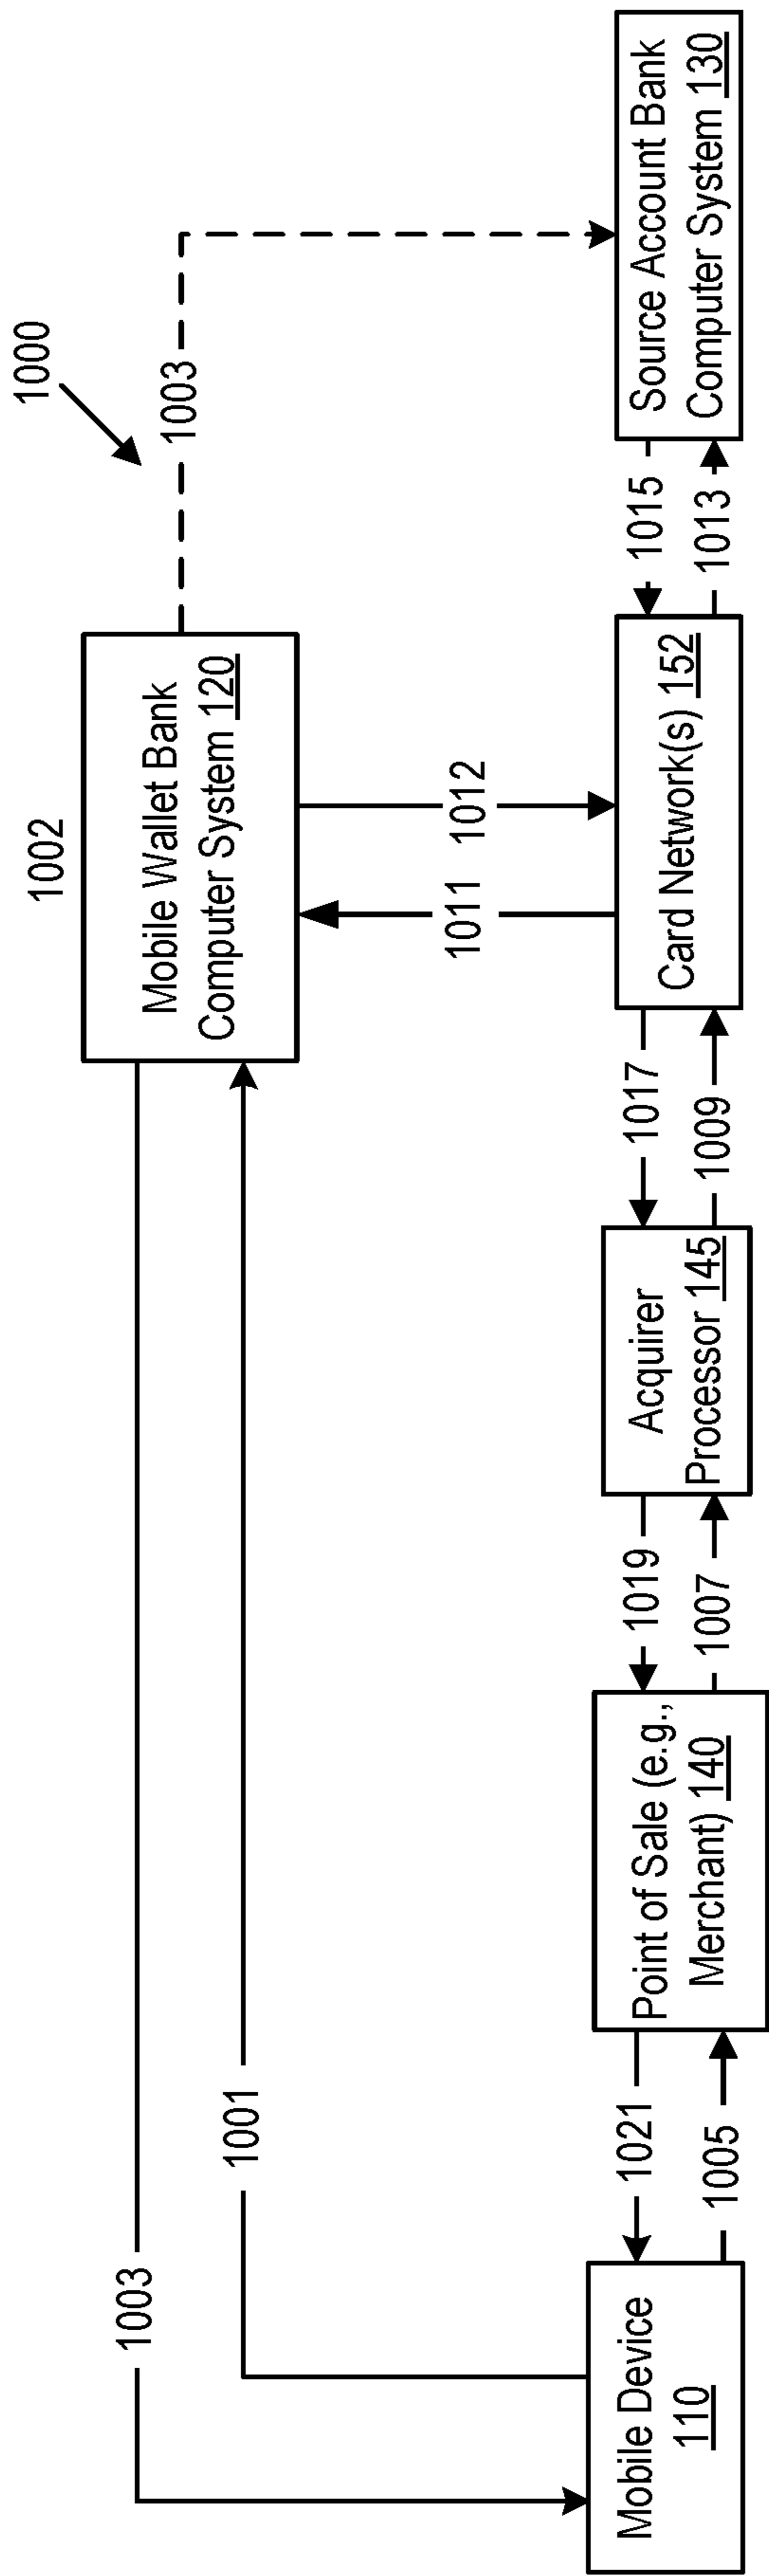 1000
1002
Mobile Wallet Bank
Computer System 120
1003
1003
1001
1011
1012
Mobile Device
110
1021
1005
Point of Sale (e.g.,
Merchant) 140
1019
1007
Acquirer
Processor 145
1017
1009
Card Network(s) 152
1015
1013
Source Account Bank
Computer System 130